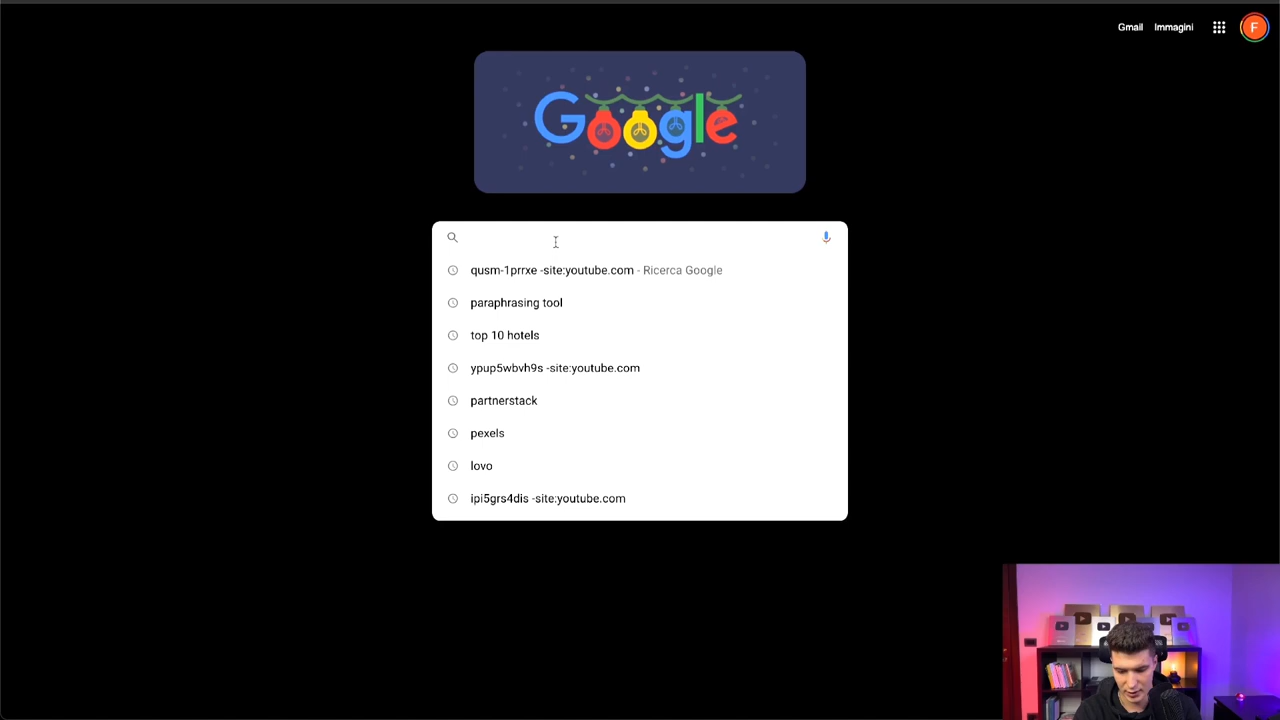 Gmail Immagini
F
Google
qusm-1prrxe -site:youtube.com - Ricerca Google
paraphrasing tool
top 10 hotels
ypup5wbvh9s -site:youtube.com
partnerstack
pexels
lovo
ipi5grs4dis -site:youtube.com